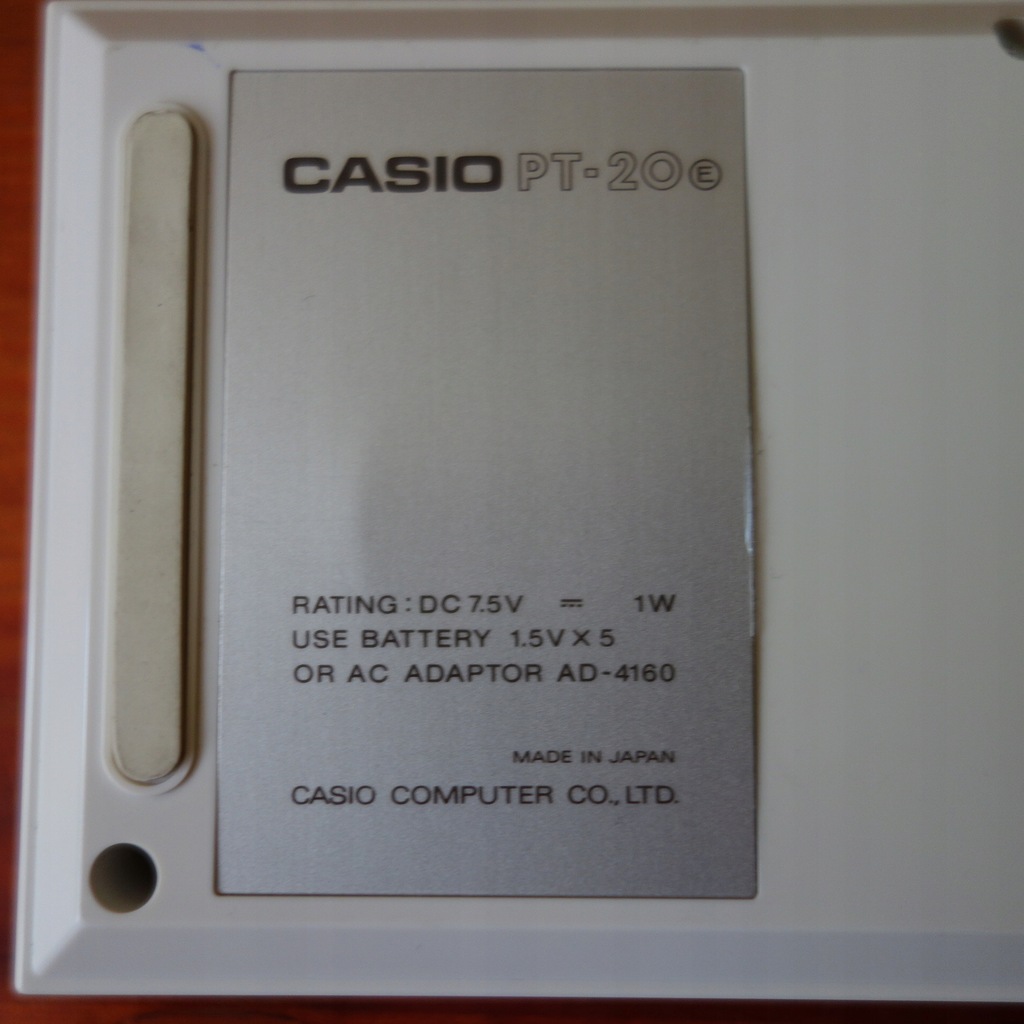 CASIO PT-20 Ⓔ
RATING : DC 7.5V ⎓ 1W
USE BATTERY 1.5V X 5
OR AC ADAPTOR AD-4160
MADE IN JAPAN
CASIO COMPUTER CO., LTD.